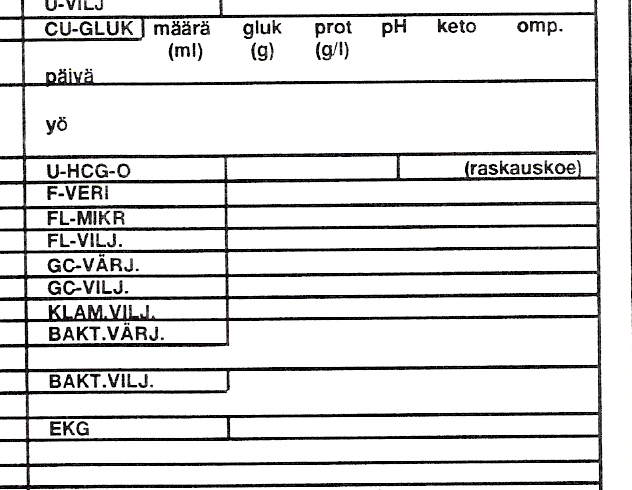 U-VILJ
CU-GLUK määrä gluk prot pH keto omp.
(ml) (g) (g/l)
päivä
yö
U-HCG-O (raskauskoe)
F-VERI
FL-MIKR
FL-VILJ.
GC-VÄRJ.
GC-VILJ.
KLAM.VILJ.
BAKT.VÄRJ.
BAKT.VILJ.
EKG